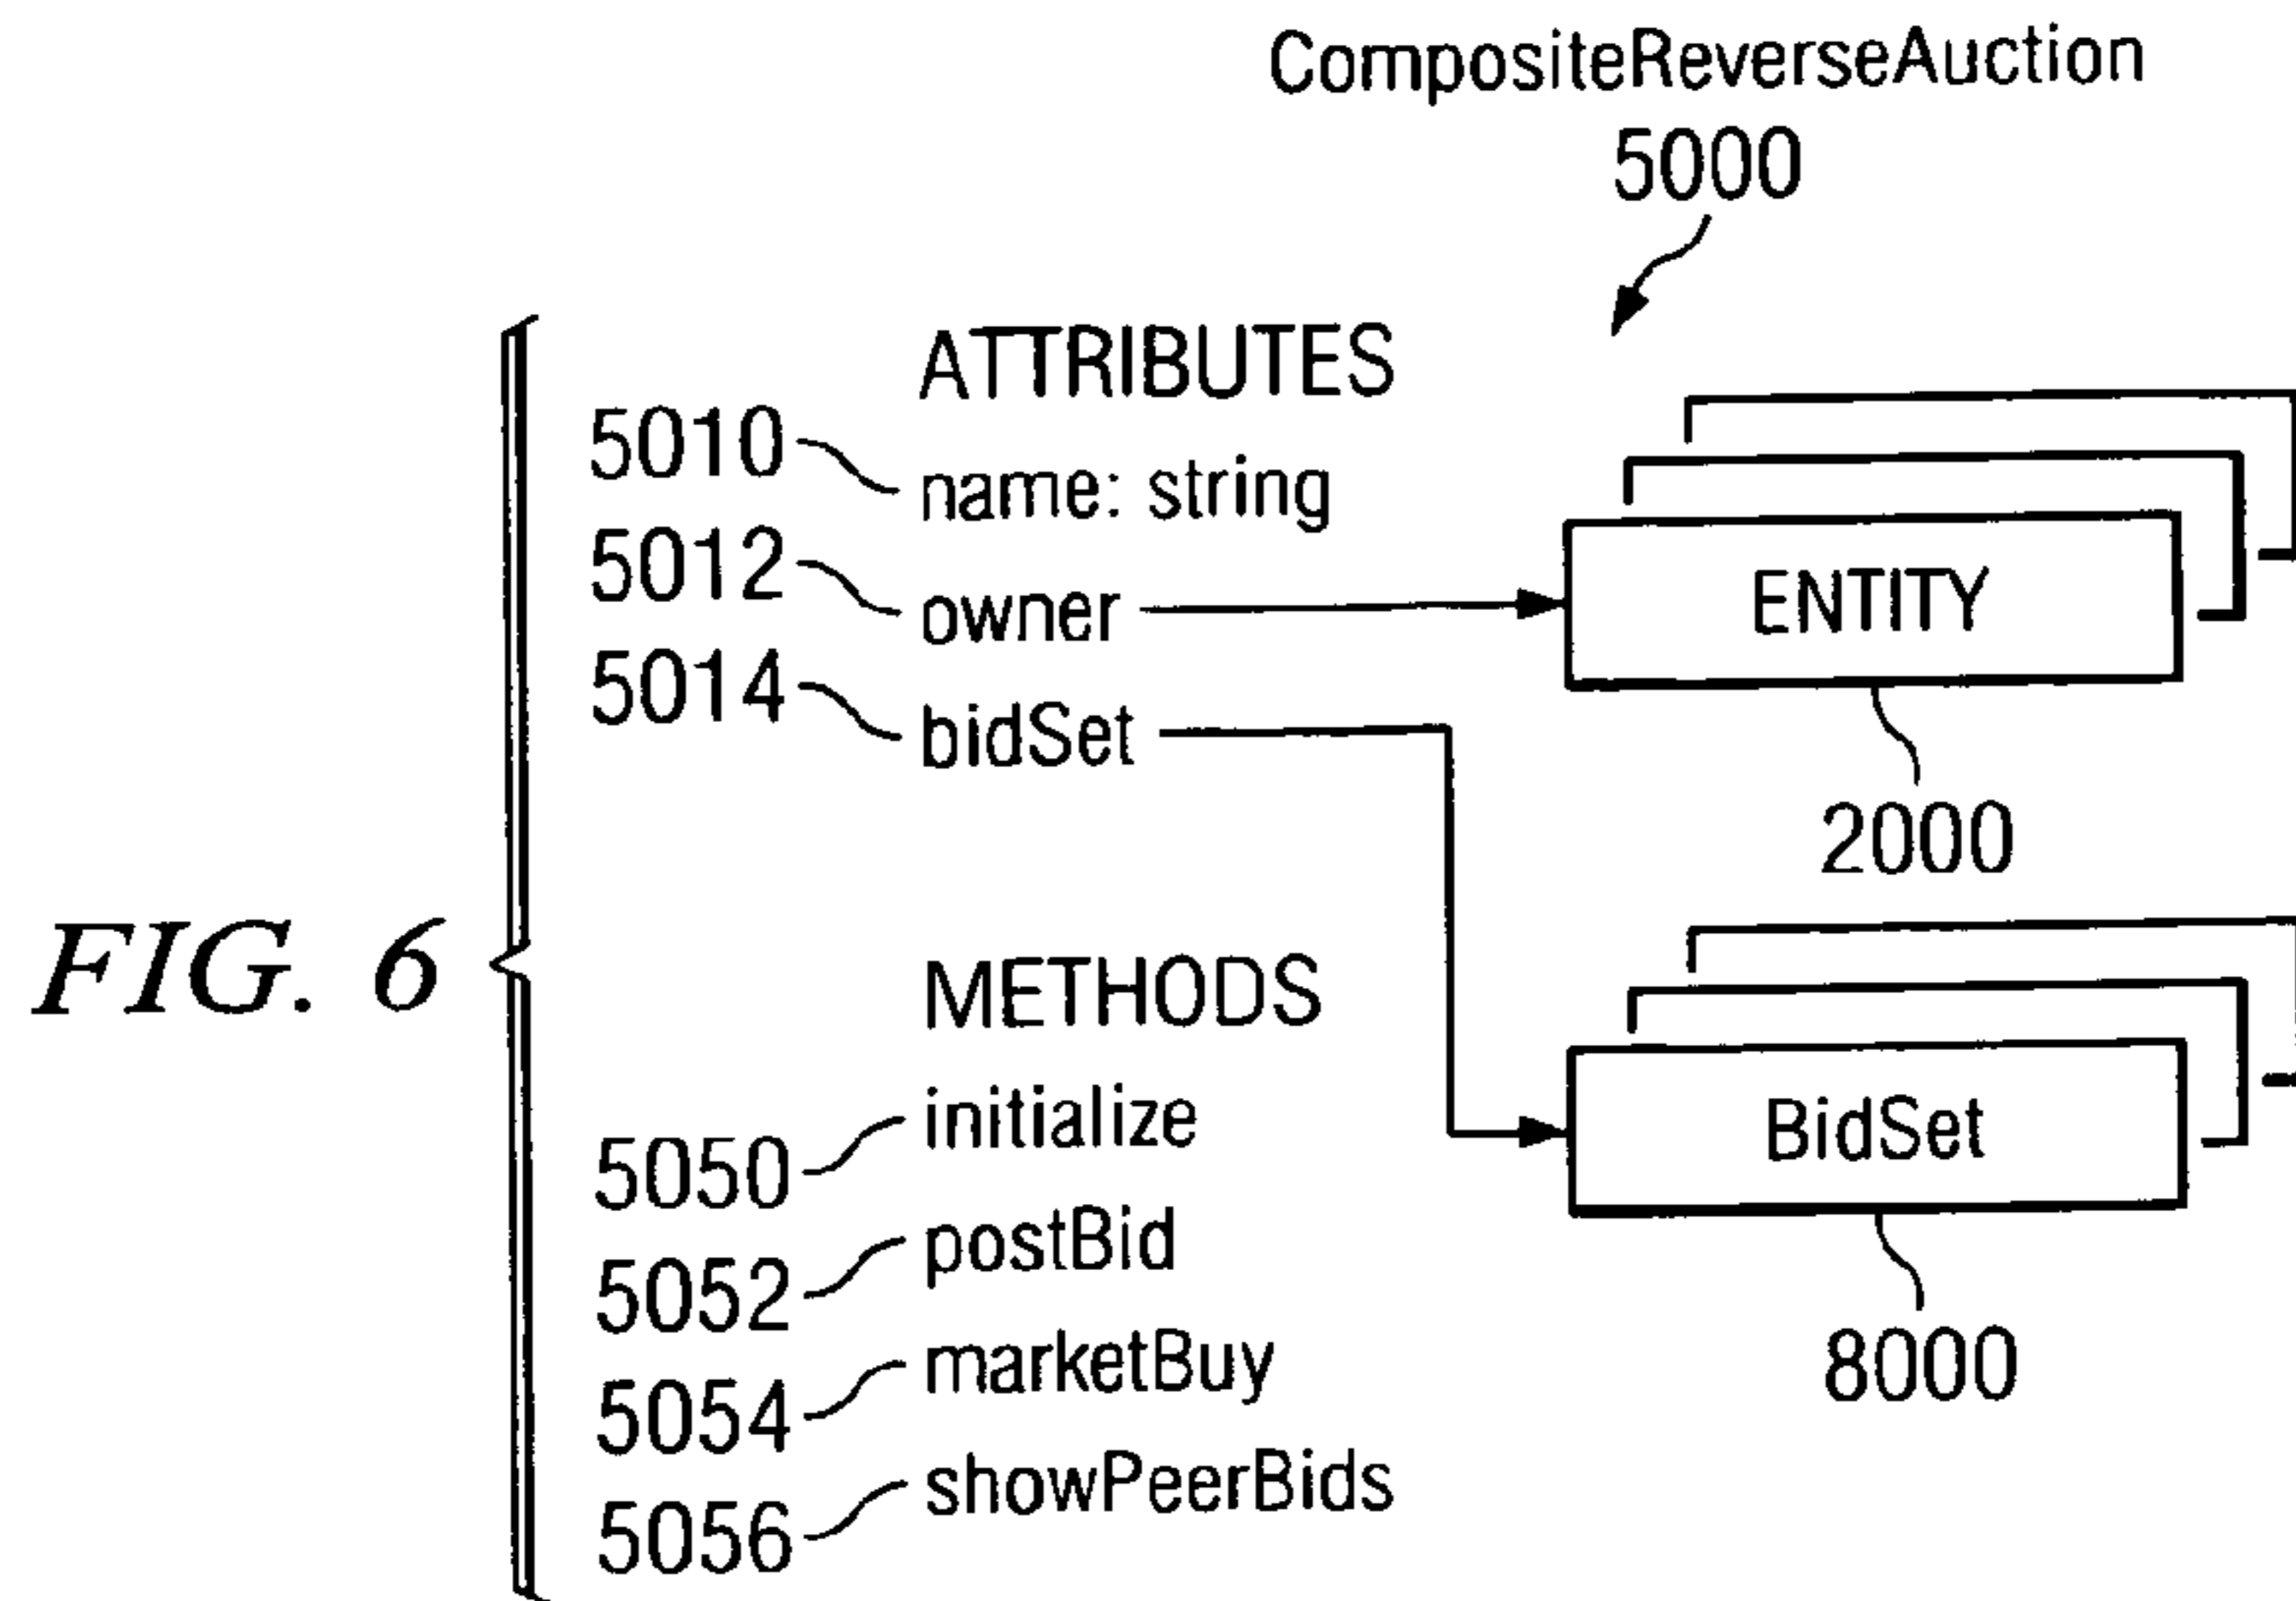 CompositeReverseAuction
5000
ATTRIBUTES
5010 name: string
5012 owner
ENTITY
5014 bidSet
2000
FIG. 6
METHODS
BidSet
5050 initialize
5052 postBid
8000
5054 marketBuy
5056 showPeerBids